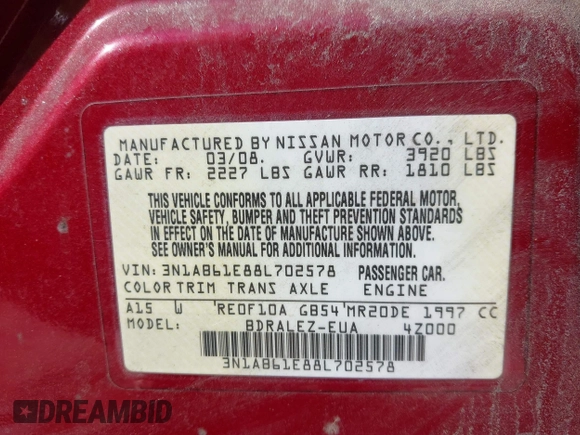 MANUFACTURED BY NISSAN MOTOR CO., LTD.
DATE: 03/08. GVWR: 3920 LBS
GAWR FR: 2227 LBS GAWR RR: 1810 LBS
THIS VEHICLE CONFORMS TO ALL APPLICABLE FEDERAL MOTOR
VEHICLE SAFETY, BUMPER AND THEFT PREVENTION STANDARDS
IN EFFECT ON THE DATE OF MANUFACTURE SHOWN ABOVE.
SEE OWNER'S MANUAL FOR ADDITIONAL INFORMATION.
VIN: 3N1AB61E88L702578 PASSENGER CAR.
COLOR TRIM TRANS AXLE ENGINE
A15 W 'RE0F10A GB54'MR20DE 1997 CC
MODEL: BDRALEZ-EUA 4Z000
3N1AB61E88L702578
DREAMBID